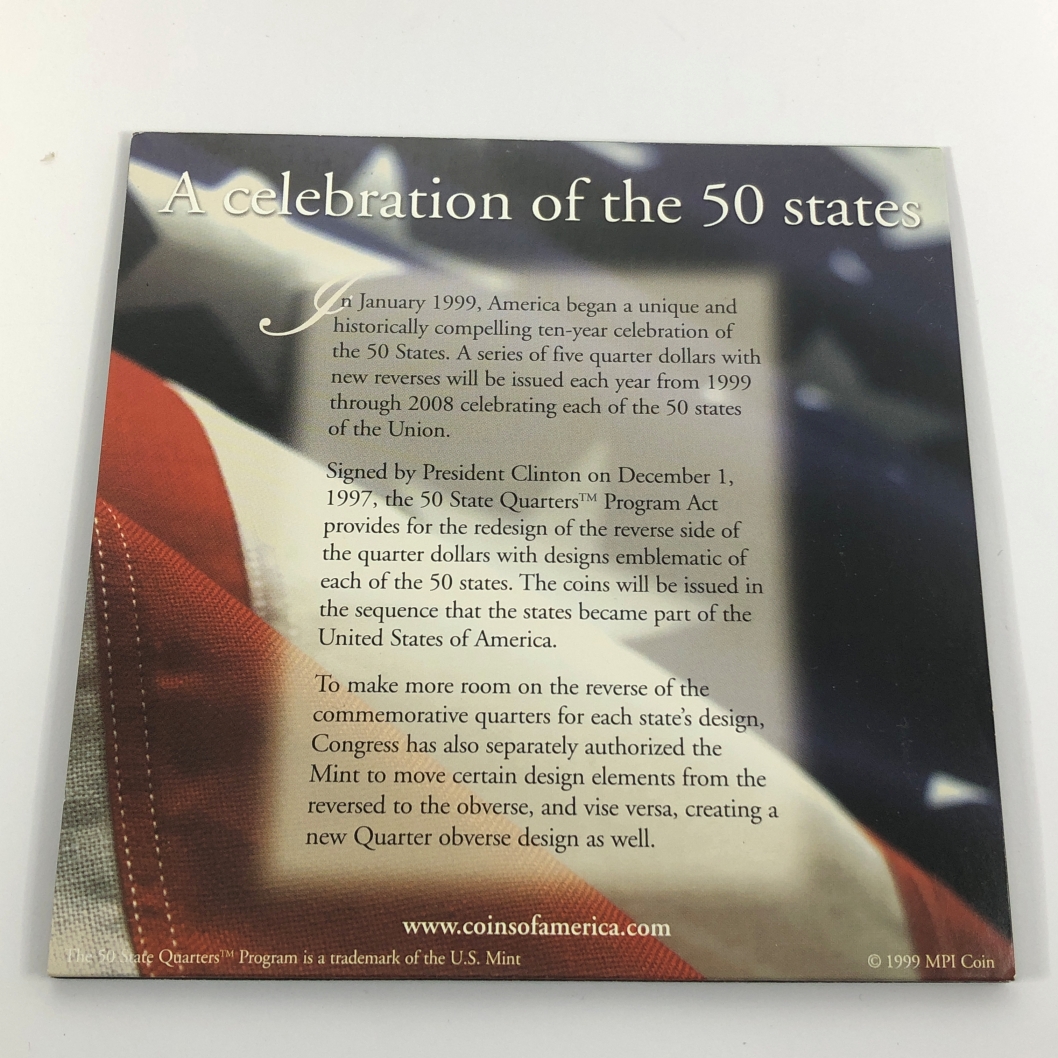 A celebration of the 50 states
In January 1999, America began a unique and
historically compelling ten-year celebration of
the 50 States. A series of five quarter dollars with
new reverses will be issued each year from 1999
through 2008 celebrating each of the 50 states
of the Union.
Signed by President Clinton on December 1,
1997, the 50 State Quarters™ Program Act
provides for the redesign of the reverse side of
the quarter dollars with designs emblematic of
each of the 50 states. The coins will be issued in
the sequence that the states became part of the
United States of America.
To make more room on the reverse of the
commemorative quarters for each state's design,
Congress has also separately authorized the
Mint to move certain design elements from the
reversed to the obverse, and vise versa, creating a
new Quarter obverse design as well.
www.coinsofamerica.com
The 50 State Quarters™ Program is a trademark of the U.S. Mint
© 1999 MPI Coin